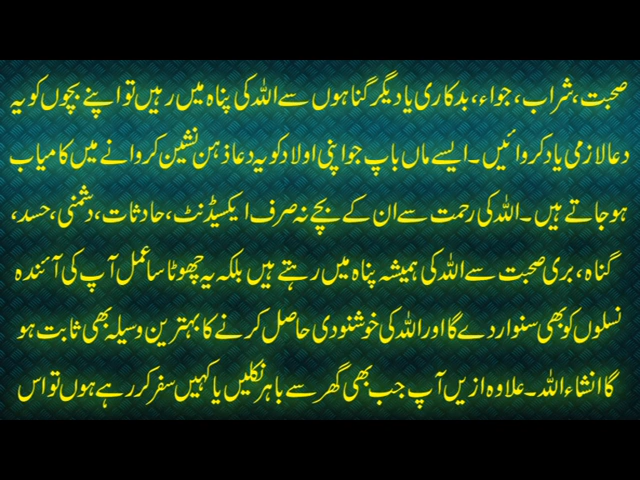 صحبت، شراب، جواء، بدکاری یا دیگر گناہوں سے اللہ کی پناہ میں رہیں تو اپنے بچوں کو یہ
دعا لازمی یاد کروائیں۔ ایسے ماں باپ جو اپنی اولاد کو یہ دعا ذہن نشین کروانے میں کامیاب
ہو جاتے ہیں۔ اللہ کی رحمت سے ان کے بچے نہ صرف ایکسیڈنٹ، حادثات، دشمنی، حسد،
گناہ، بری صحبت سے اللہ کی ہمیشہ پناہ میں رہتے ہیں بلکہ یہ چھوٹا سا عمل آپ کی آئندہ
نسلوں کو بھی سنوار دے گا اور اللہ کی خوشنودی حاصل کرنے کا بہترین وسیلہ بھی ثابت ہو
گا انشاء اللہ۔ علاوہ ازیں آپ جب بھی گھر سے باہر نکلیں یا کہیں سفر کر رہے ہوں تو اس